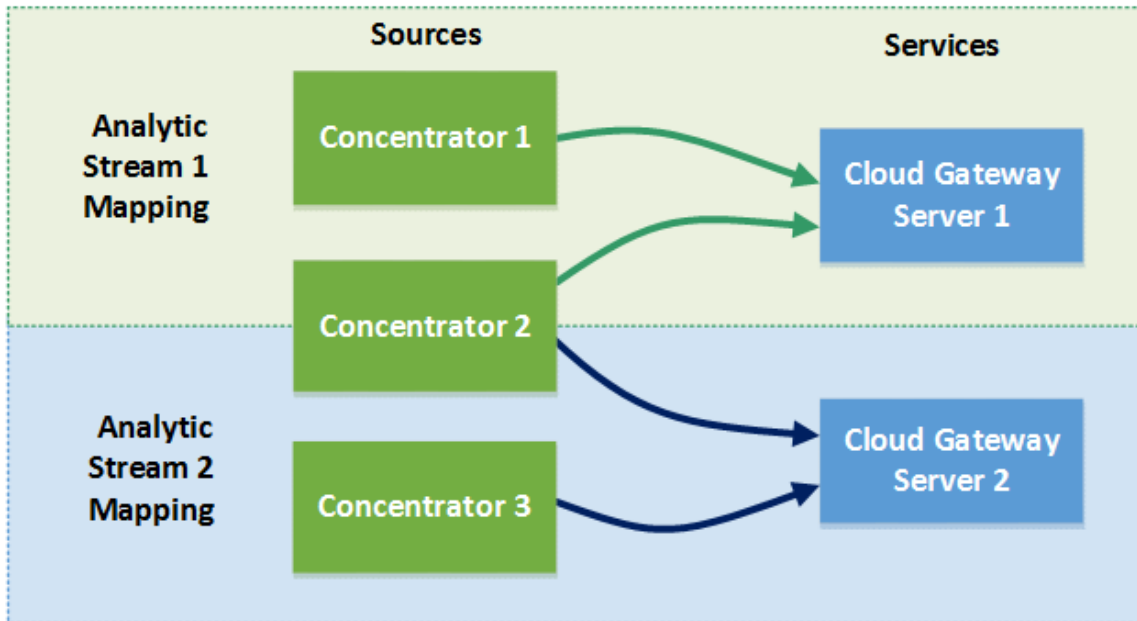 Sources
Services
Analytic
Stream 1
Mapping
Concentrator 1
Cloud Gateway
Server 1
Concentrator 2
Analytic
Stream 2
Mapping
Concentrator 3
Cloud Gateway
Server 2